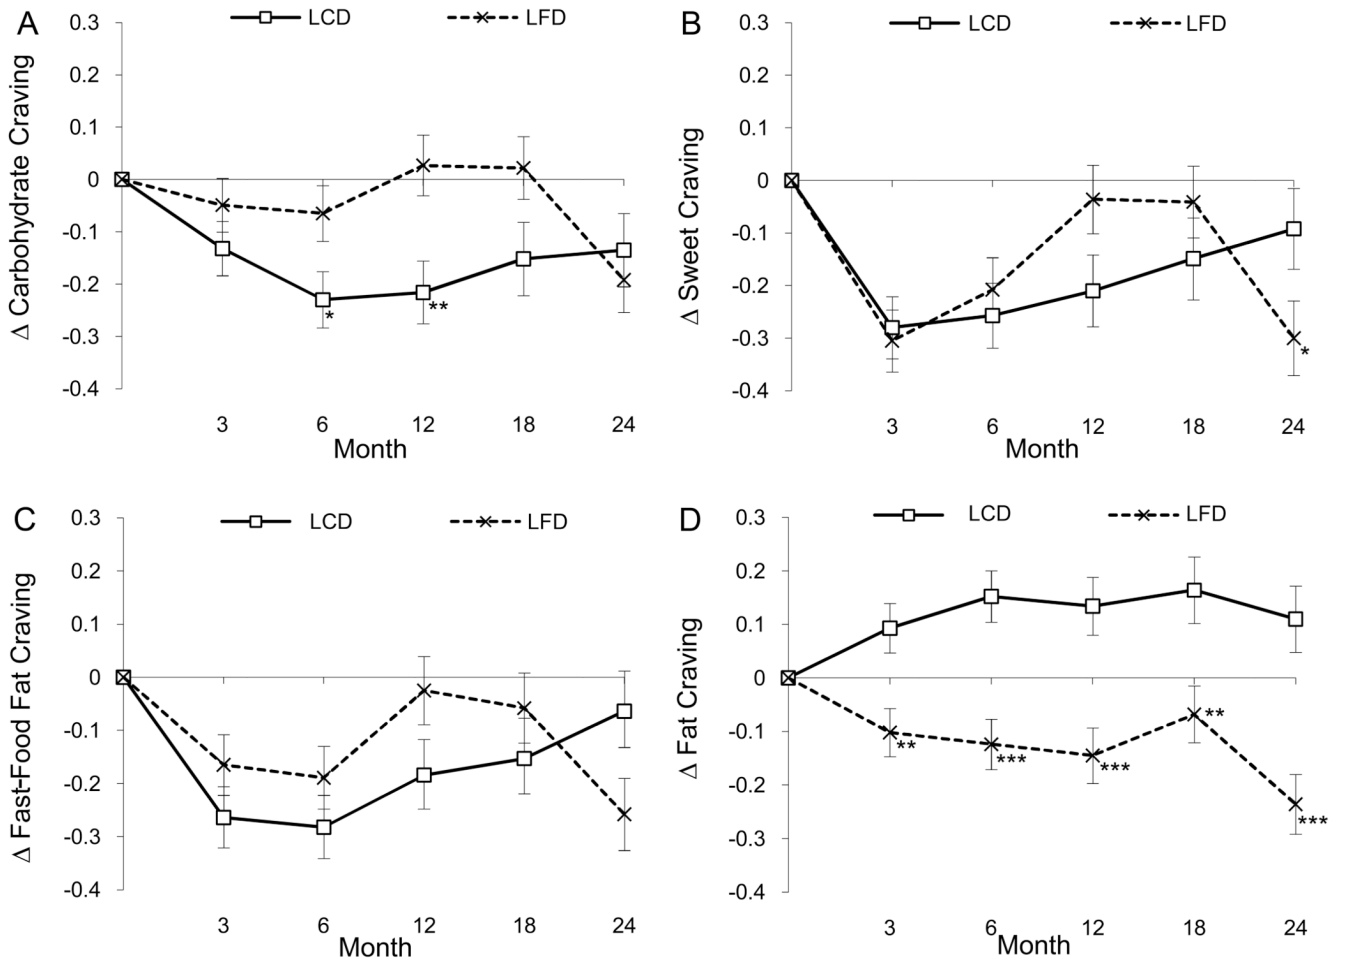 A
LCD
LFD
Δ Carbohydrate Craving
0.3
0.2
0.1
0
-0.1
-0.2
-0.3
-0.4
*
**
3 6 12 18 24
Month
B
LCD
LFD
Δ Sweet Craving
0.3
0.2
0.1
0
-0.1
-0.2
-0.3
-0.4
*
3 6 12 18 24
Month
C
LCD
LFD
Δ Fast-Food Fat Craving
0.3
0.2
0.1
0
-0.1
-0.2
-0.3
-0.4
3 6 12 18 24
Month
D
LCD
LFD
Δ Fat Craving
0.3
0.2
0.1
0
-0.1
-0.2
-0.3
-0.4
**
***
***
**
***
3 6 12 18 24
Month